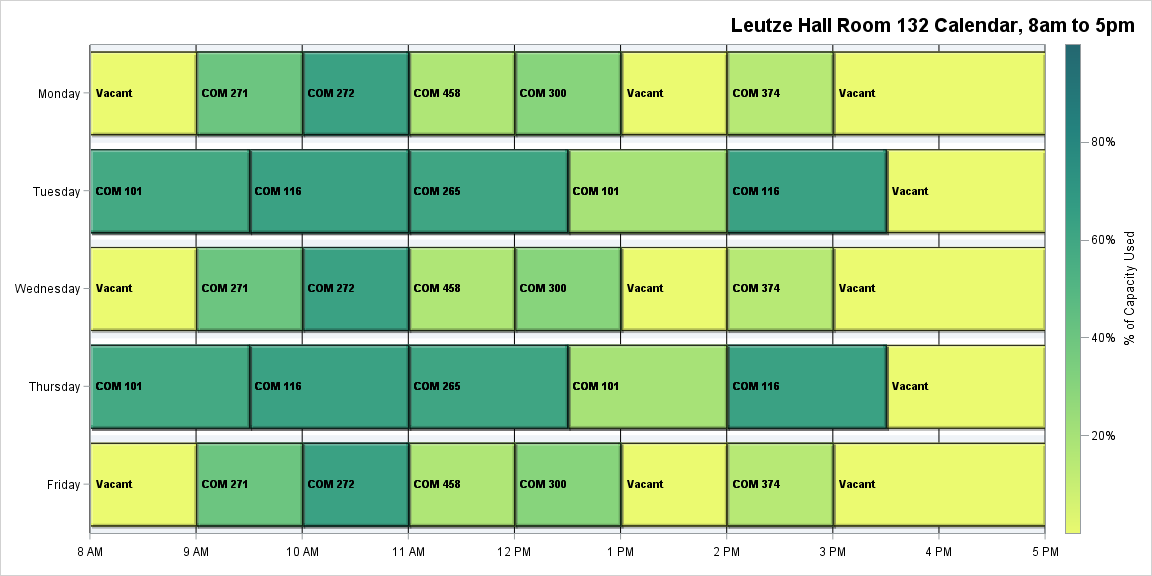 Leutze Hall Room 132 Calendar, 8am to 5pm
Monday
Vacant
COM 271
COM 272
COM 458
COM 300
Vacant
COM 374
Vacant
Tuesday
COM 101
COM 116
COM 265
COM 101
COM 116
Vacant
Wednesday
Vacant
COM 271
COM 272
COM 458
COM 300
Vacant
COM 374
Vacant
Thursday
COM 101
COM 116
COM 265
COM 101
COM 116
Vacant
Friday
Vacant
COM 271
COM 272
COM 458
COM 300
Vacant
COM 374
Vacant
8 AM
9 AM
10 AM
11 AM
12 PM
1 PM
2 PM
3 PM
4 PM
5 PM
80%
60%
40%
20%
% of Capacity Used